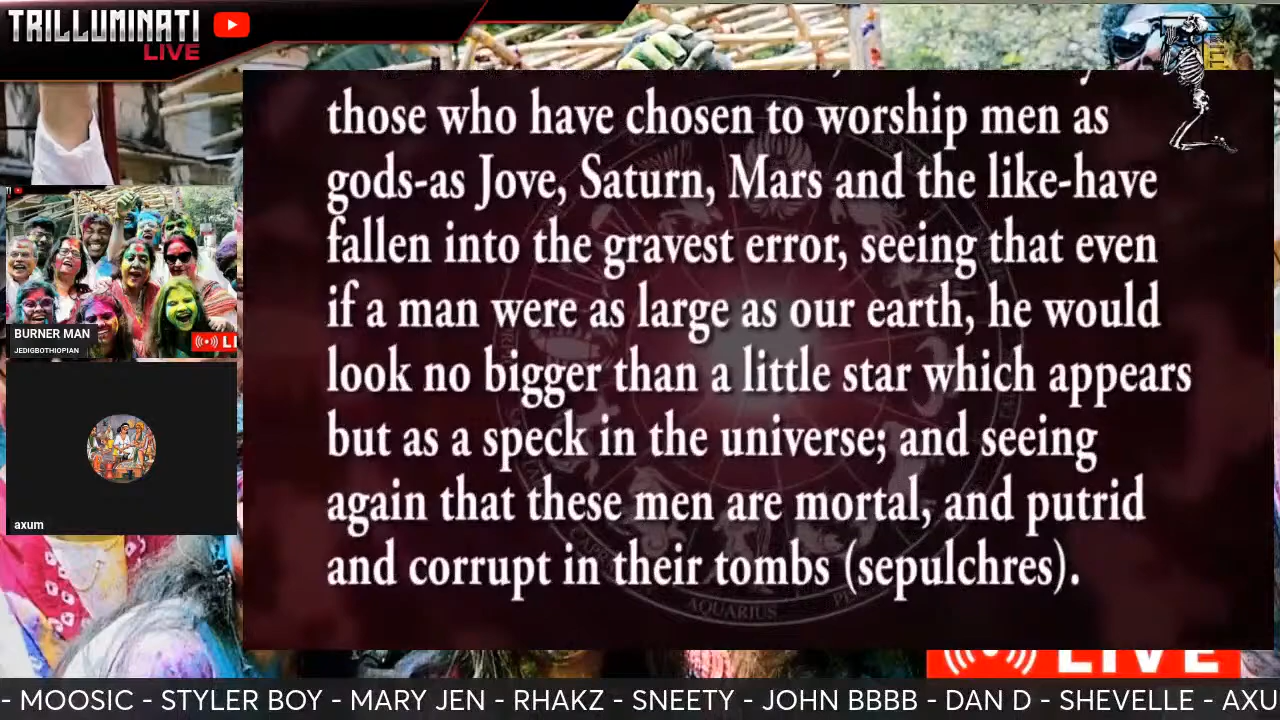 TRILLUMINATI
LIVE
those who have chosen to worship men as
gods-as Jove, Saturn, Mars and the like-have
fallen into the gravest error, seeing that even
if a man were as large as our earth, he would
look no bigger than a little star which appears
but as a speck in the universe; and seeing
again that these men are mortal, and putrid
and corrupt in their tombs (sepulchres).
AQUARIUS
BURNER MAN
JEDIGBOTHIOPIAN
LI
axum
LIVE
- MOOSIC - STYLER BOY - MARY JEN - RHAKZ - SNEETY - JOHN BBBB - DAN D - SHEVELLE - AXU